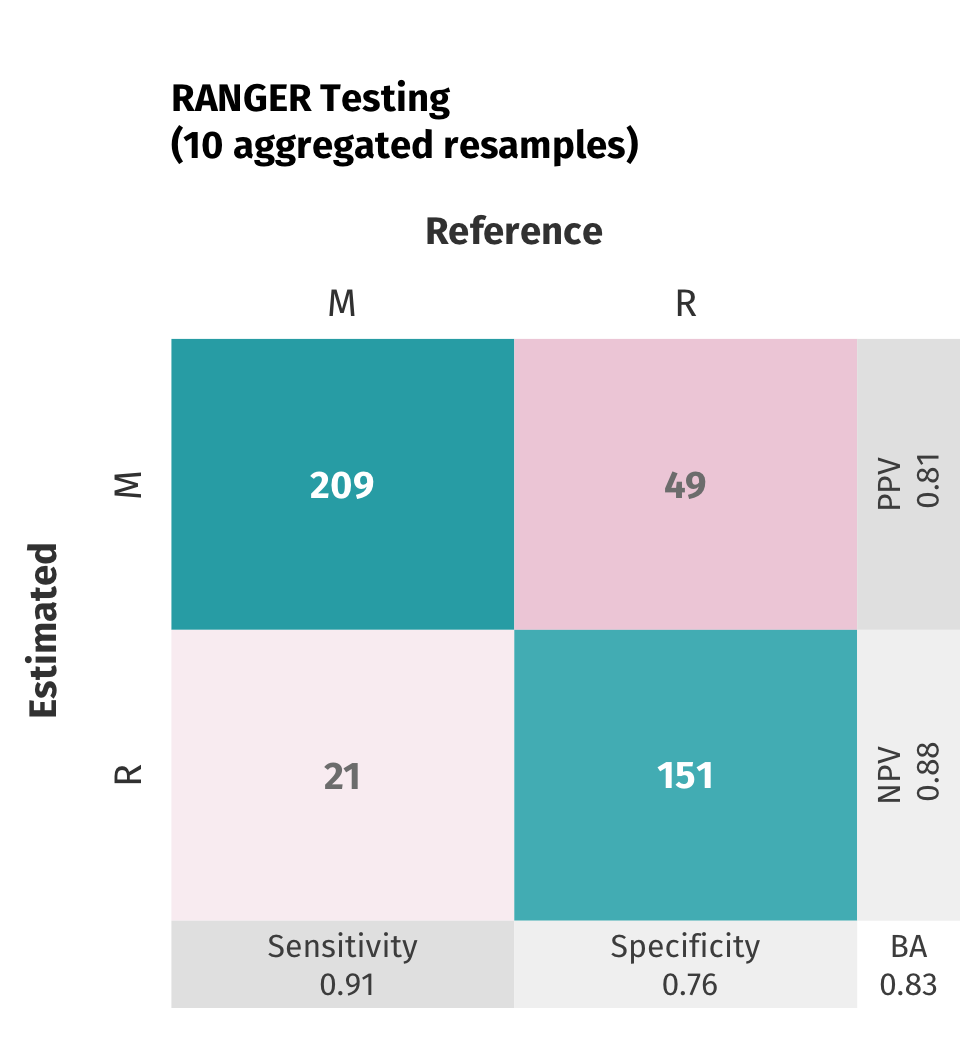 RANGER Testing
(10 aggregated resamples)
Reference
M
R
Estimated
M
209
49
PPV
0.81
R
21
151
NPV
0.88
Sensitivity
0.91
Specificity
0.76
BA
0.83